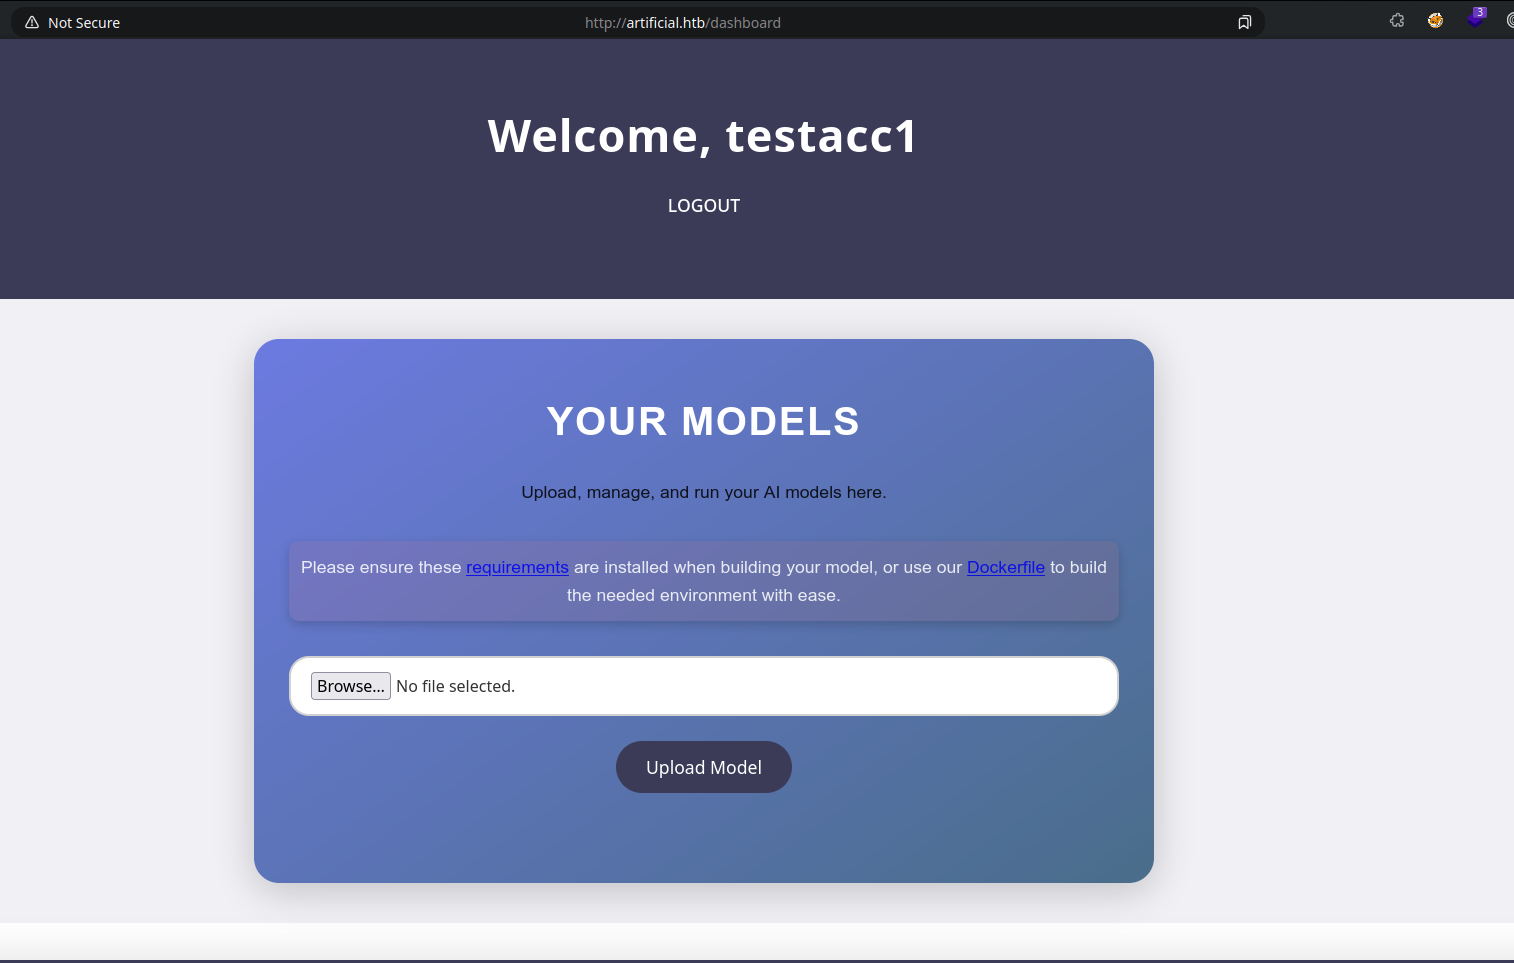 Not Secure
http://artificial.htb/dashboard
3
Welcome, testacc1
LOGOUT
YOUR MODELS
Upload, manage, and run your AI models here.
Please ensure these requirements are installed when building your model, or use our Dockerfile to build
the needed environment with ease.
Browse... No file selected.
Upload Model